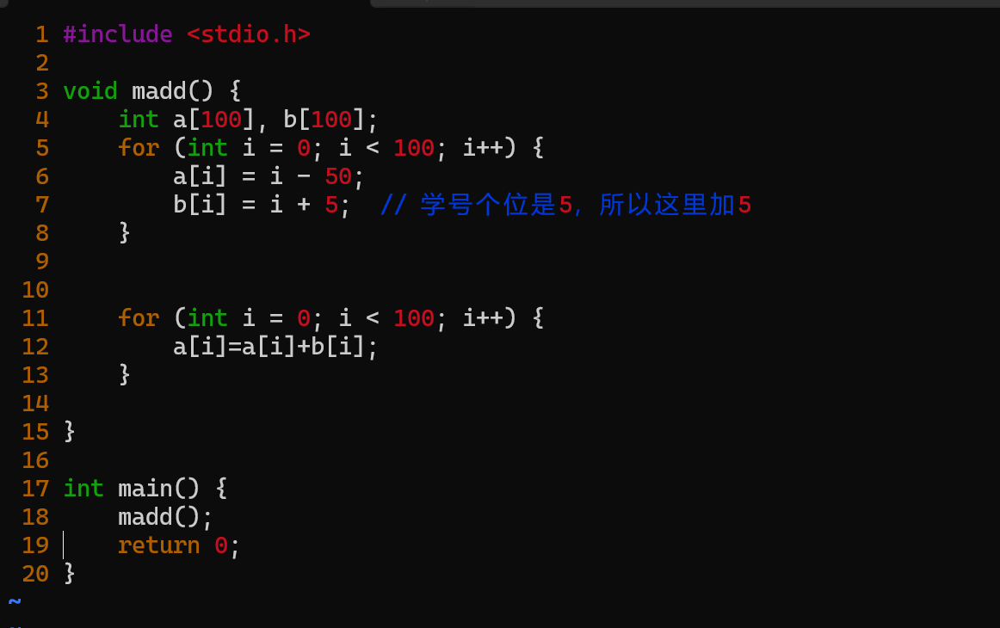 1 #include <stdio.h>
2
3 void madd() {
4     int a[100], b[100];
5     for (int i = 0; i < 100; i++) {
6         a[i] = i - 50;
7         b[i] = i + 5;  // 学号个位是5，所以这里加5
8     }
9
10
11     for (int i = 0; i < 100; i++) {
12         a[i]=a[i]+b[i];
13     }
14
15 }
16
17 int main() {
18     madd();
19     return 0;
20 }
~